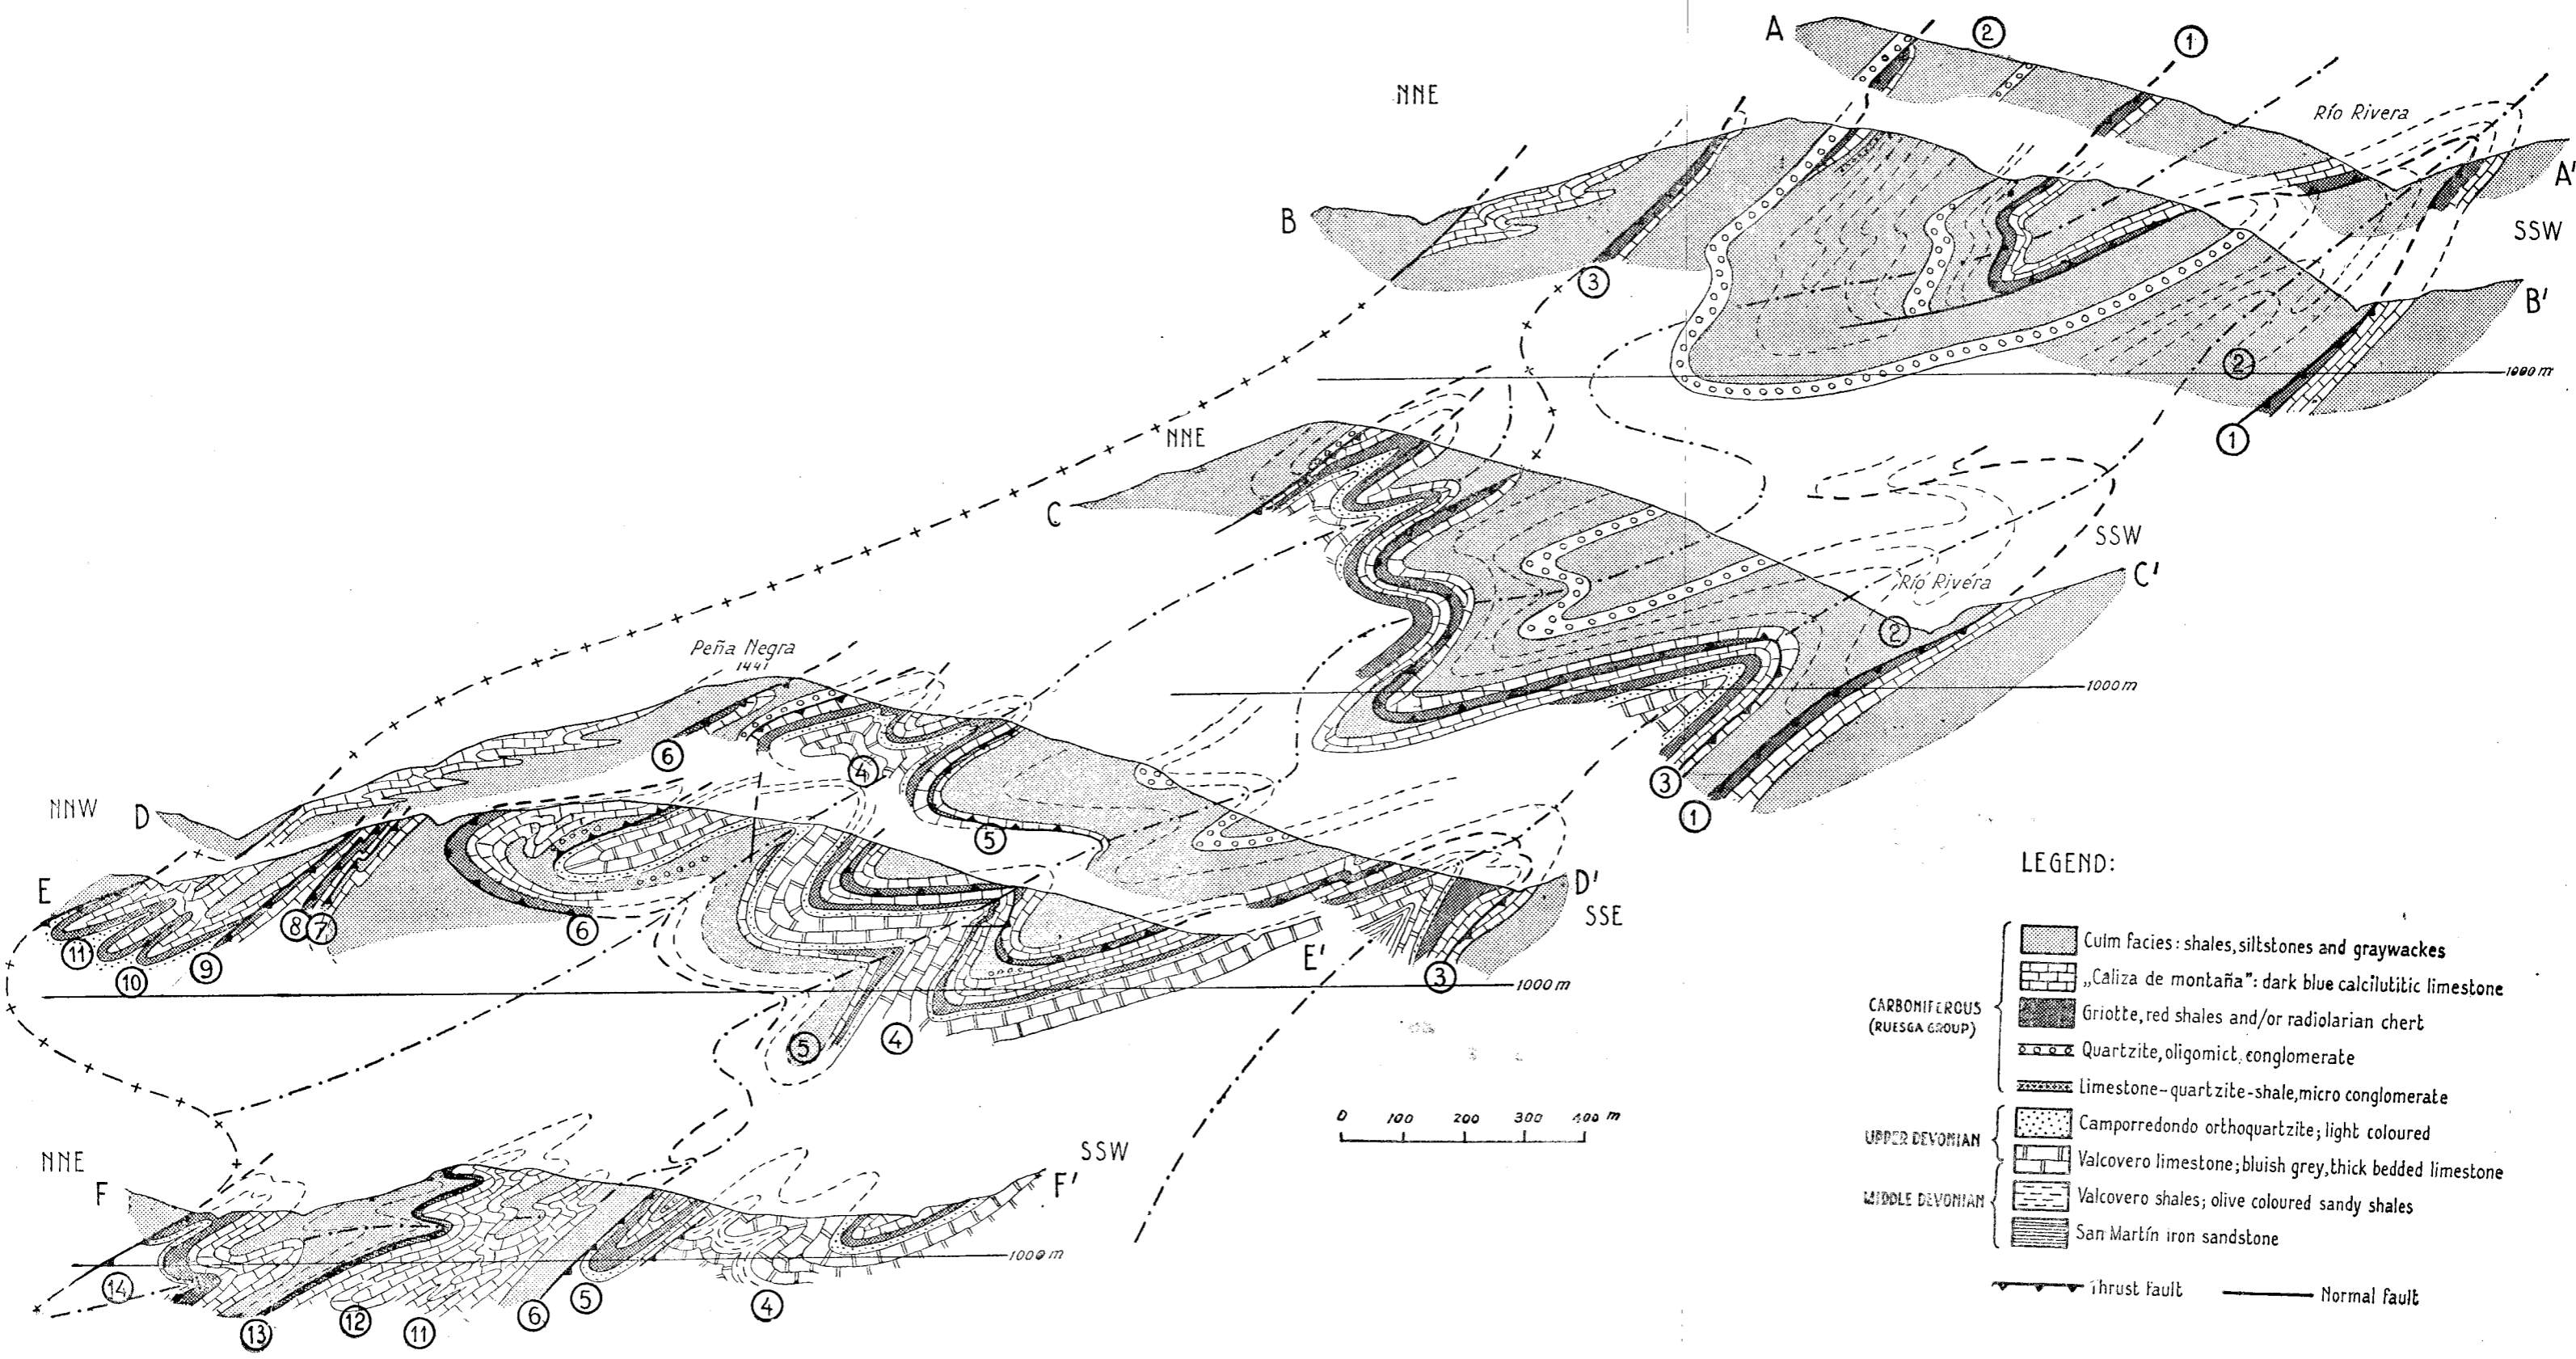 A
②
①
NNE
Río Rivera
A'
B
SSW
③
B'
②
1000 m
①
NNE
C
SSW
Río Rivera
C'
②
Peña Negra
1441
1000 m
⑥
④
③
①
NNW
D
⑤
E
D'
SSE
⑧
⑦
⑥
E'
⑪
⑩
⑨
③
1000 m
④
⑤
0 100 200 300 400 m
NNE
SSW
F
F'
1000 m
⑭
⑤
④
⑥
⑬
⑫
⑪
LEGEND:
CARBONIFEROUS
(RUESGA GROUP)
Culm facies: shales, siltstones and graywackes
„Caliza de montaña": dark blue calcilutitic limestone
Griotte, red shales and/or radiolarian chert
Quartzite, oligomict. conglomerate
Limestone-quartzite-shale, micro conglomerate
UPPER DEVONIAN
Camporredondo orthoquartzite; light coloured
Valcovero limestone; bluish grey, thick bedded limestone
MIDDLE DEVONIAN
Valcovero shales; olive coloured sandy shales
San Martín iron sandstone
Thrust fault
Normal fault